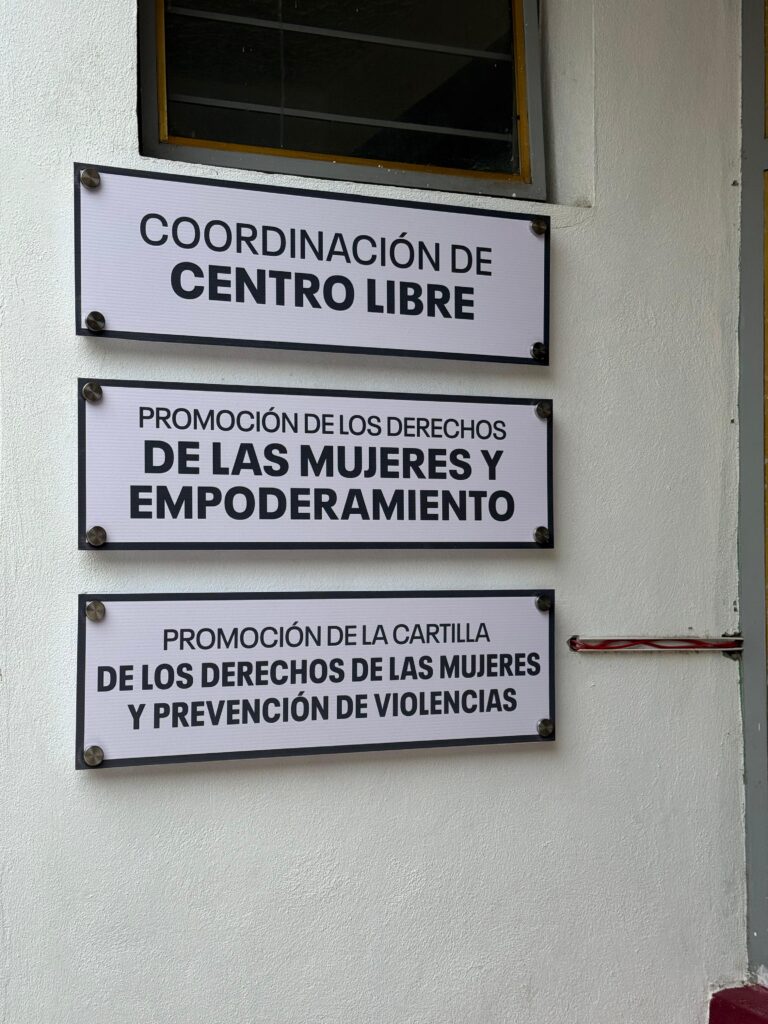 COORDINACIÓN DE
CENTRO LIBRE
PROMOCIÓN DE LOS DERECHOS
DE LAS MUJERES Y
EMPODERAMIENTO
PROMOCIÓN DE LA CARTILLA
DE LOS DERECHOS DE LAS MUJERES
Y PREVENCIÓN DE VIOLENCIAS